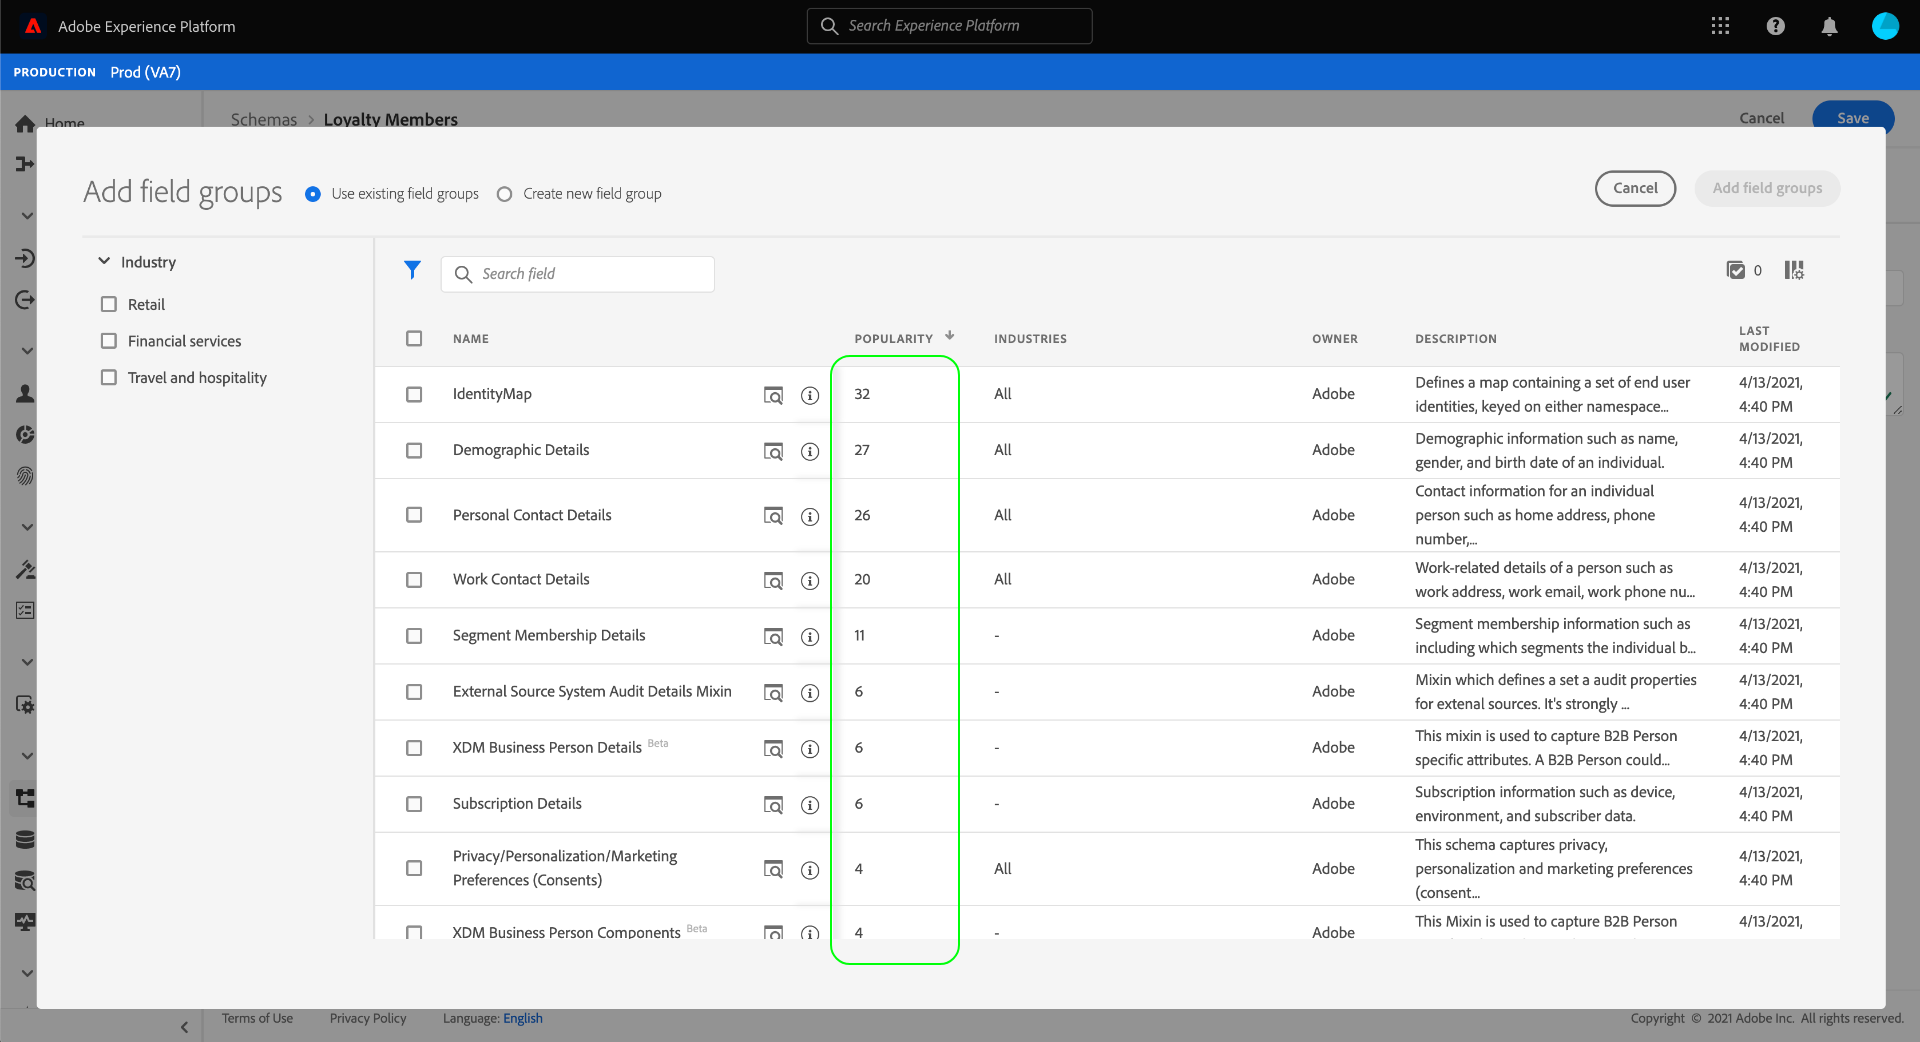 Adobe Experience Platform
Search Experience Platform
PRODUCTION Prod (VA7)
Home
Schemas > Loyalty Members
Cancel
Save
Add field groups
Use existing field groups
Create new field group
Cancel
Add field groups
Industry
Retail
Financial services
Travel and hospitality
Search field
0
NAME POPULARITY INDUSTRIES OWNER DESCRIPTION LAST MODIFIED
IdentityMap 32 All Adobe Defines a map containing a set of end user identities, keyed on either namespace... 4/13/2021, 4:40 PM
Demographic Details 27 All Adobe Demographic information such as name, gender, and birth date of an individual. 4/13/2021, 4:40 PM
Personal Contact Details 26 All Adobe Contact information for an individual person such as home address, phone number,... 4/13/2021, 4:40 PM
Work Contact Details 20 All Adobe Work-related details of a person such as work address, work email, work phone nu... 4/13/2021, 4:40 PM
Segment Membership Details 11 - Adobe Segment membership information such as including which segments the individual b... 4/13/2021, 4:40 PM
External Source System Audit Details Mixin 6 - Adobe Mixin which defines a set a audit properties for extenal sources. It's strongly ... 4/13/2021, 4:40 PM
XDM Business Person Details Beta 6 - Adobe This mixin is used to capture B2B Person specific attributes. A B2B Person could... 4/13/2021, 4:40 PM
Subscription Details 6 - Adobe Subscription information such as device, environment, and subscriber data. 4/13/2021, 4:40 PM
Privacy/Personalization/Marketing Preferences (Consents) 4 All Adobe This schema captures privacy, personalization and marketing preferences (consent... 4/13/2021, 4:40 PM
XDM Business Person Components Beta 4 - Adobe This Mixin is used to capture B2B Person 4/13/2021,
Terms of Use Privacy Policy Language: English
Copyright © 2021 Adobe Inc. All rights reserved.